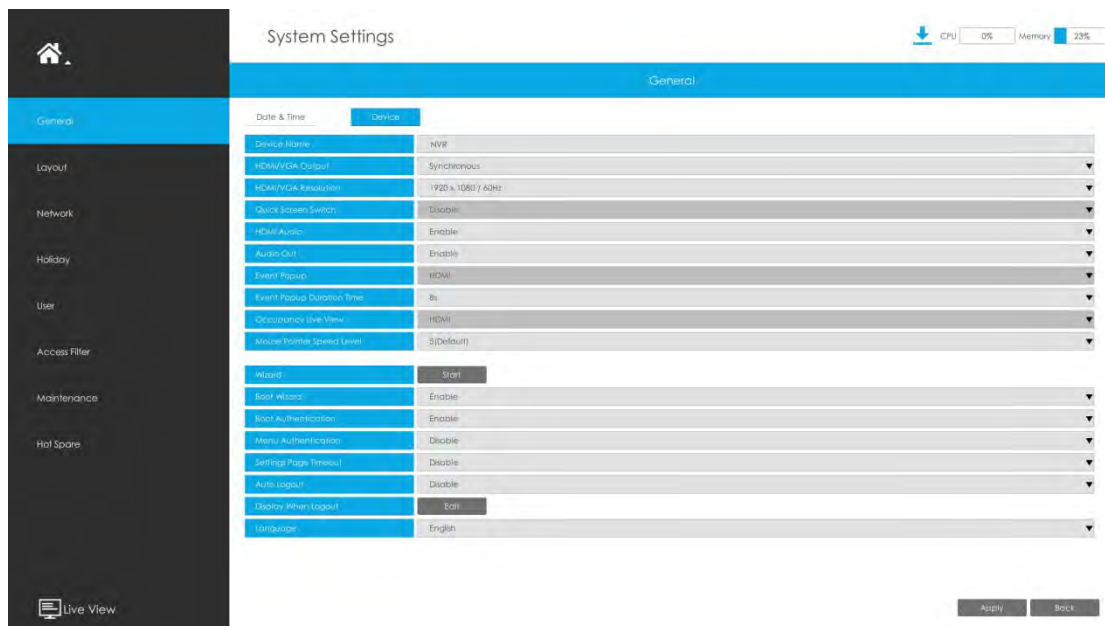 System Settings
CPU 0% Memory 23%
General
General
Layout
Network
Holiday
User
Access Filter
Maintenance
Hot Spare
Live View
Date & Time Device
Device Name NVR
HDMI/VGA Output Synchronous
HDMI/VGA Resolution 1920 x 1080 / 60Hz
Quick Screen Switch Disable
HDMI Audio Enable
Audio Out Enable
Event Popup HDMI
Event Popup Duration Time 8s
Occupancy Live View HDMI
Mouse Pointer Speed Level 5(Default)
Wizard Start
Boot Wizard Enable
Boot Authentication Enable
Menu Authentication Disable
Settings Page Timeout Disable
Auto Logout Disable
Display When Logout Edit
Language English
Apply Back